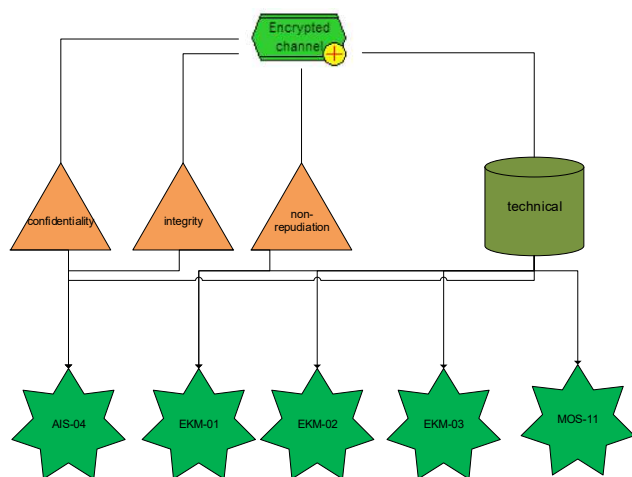 Encrypted
channel
confidentiality
integrity
non-
repudiation
technical
AIS-04
EKM-01
EKM-02
EKM-03
MOS-11